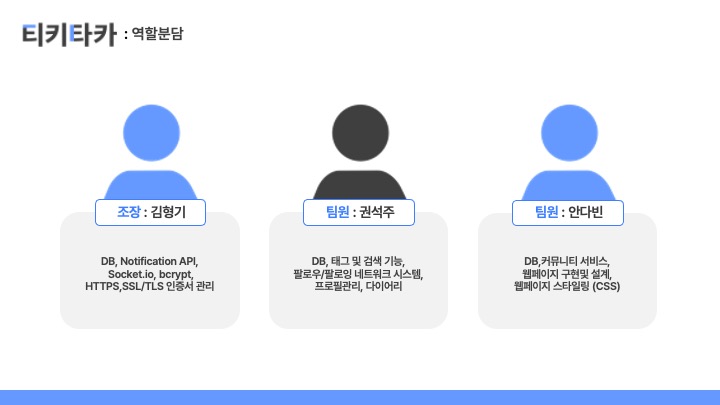 티키타카 : 역할분담
조장 : 김형기
DB, Notification API,
Socket.io, bcrypt,
HTTPS,SSL/TLS 인증서 관리
팀원 : 권석주
DB, 태그 및 검색 기능,
팔로우/팔로잉 네트워크 시스템,
프로필관리, 다이어리
팀원 : 안다빈
DB,커뮤니티 서비스,
웹페이지 구현및 설계,
웹페이지 스타일링 (CSS)